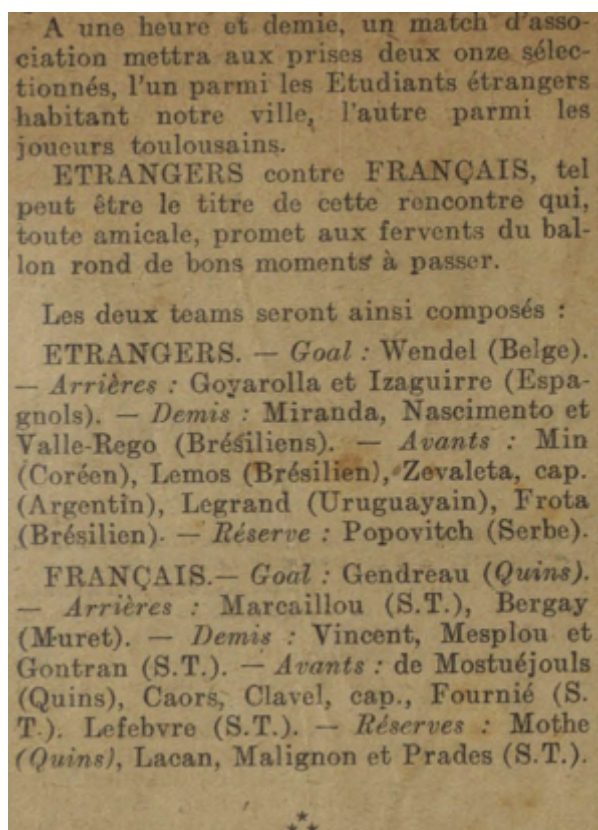 A une heure et demie, un match d'asso-
ciation mettra aux prises deux onze sélec-
tionnés, l'un parmi les Etudiants étrangers
habitant notre ville, l'autre parmi les
joueurs toulousains.
ETRANGERS contre FRANÇAIS, tel
peut être le titre de cette rencontre qui,
toute amicale, promet aux fervents du bal-
lon rond de bons moments à passer.
Les deux teams seront ainsi composés :
ETRANGERS. — Goal : Wendel (Belge).
— Arrières : Goyarolla et Izaguirre (Espa-
gnols). — Demis : Miranda, Nascimento et
Valle-Rego (Brésiliens). — Avants : Min
(Coréen), Lemos (Brésilien), Zevaleta, cap.
(Argentin), Legrand (Uruguayain), Frota
(Brésilien). — Réserve : Popovitch (Serbe).
FRANÇAIS.— Goal : Gendreau (Quins).
— Arrières : Marcaillou (S.T.), Bergay
(Muret). — Demis : Vincent, Mesplou et
Gontran (S.T.). — Avants : de Mostuéjouls
(Quins), Caors, Clavel, cap., Fournié (S.
T.). Lefebvre (S.T.). — Réserves : Mothe
(Quins), Lacan, Malignon et Prades (S.T.).